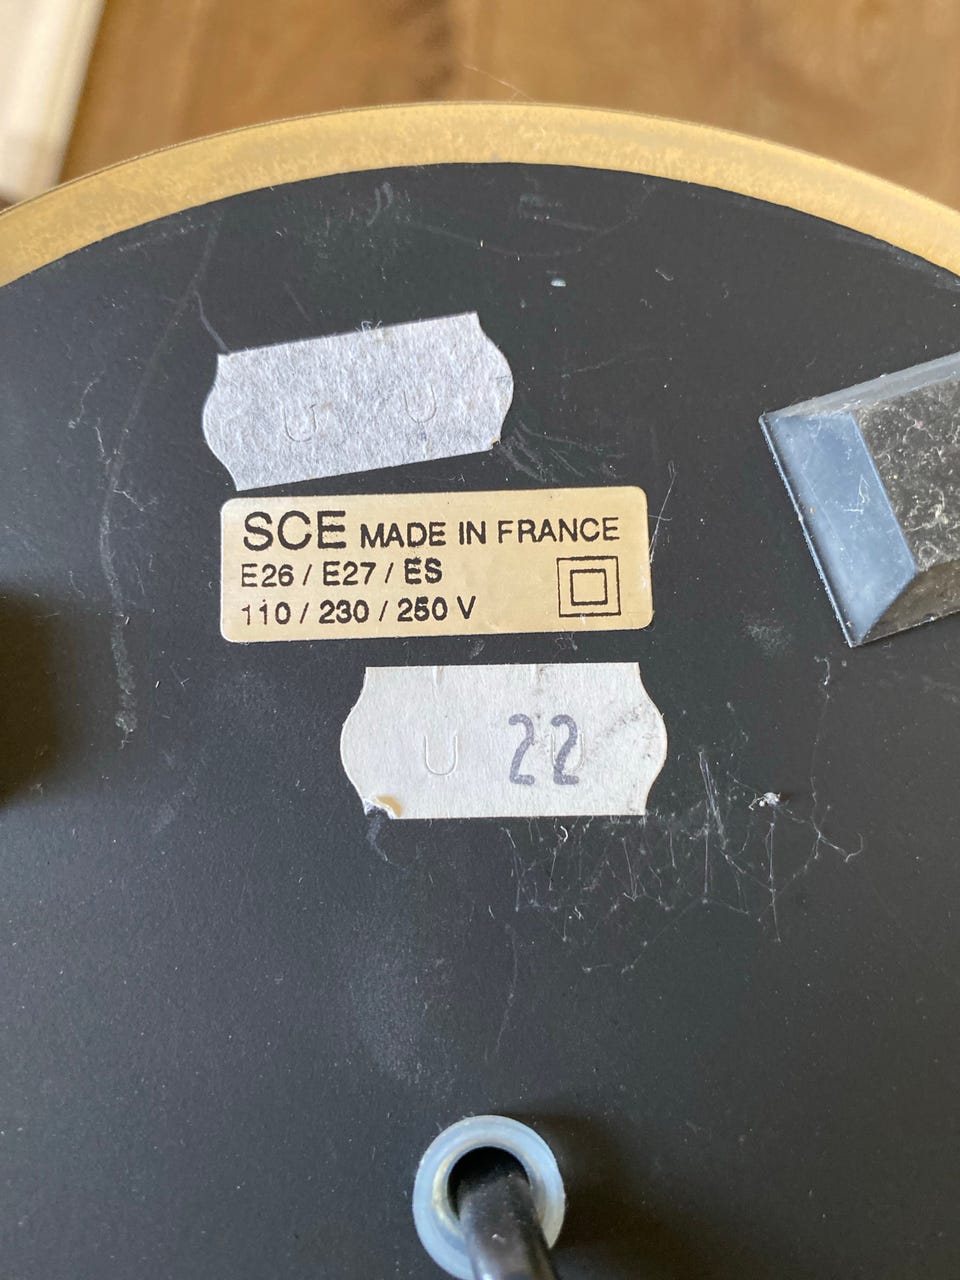 SCE MADE IN FRANCE
E26 / E27 / ES
110 / 230 / 250 V
22